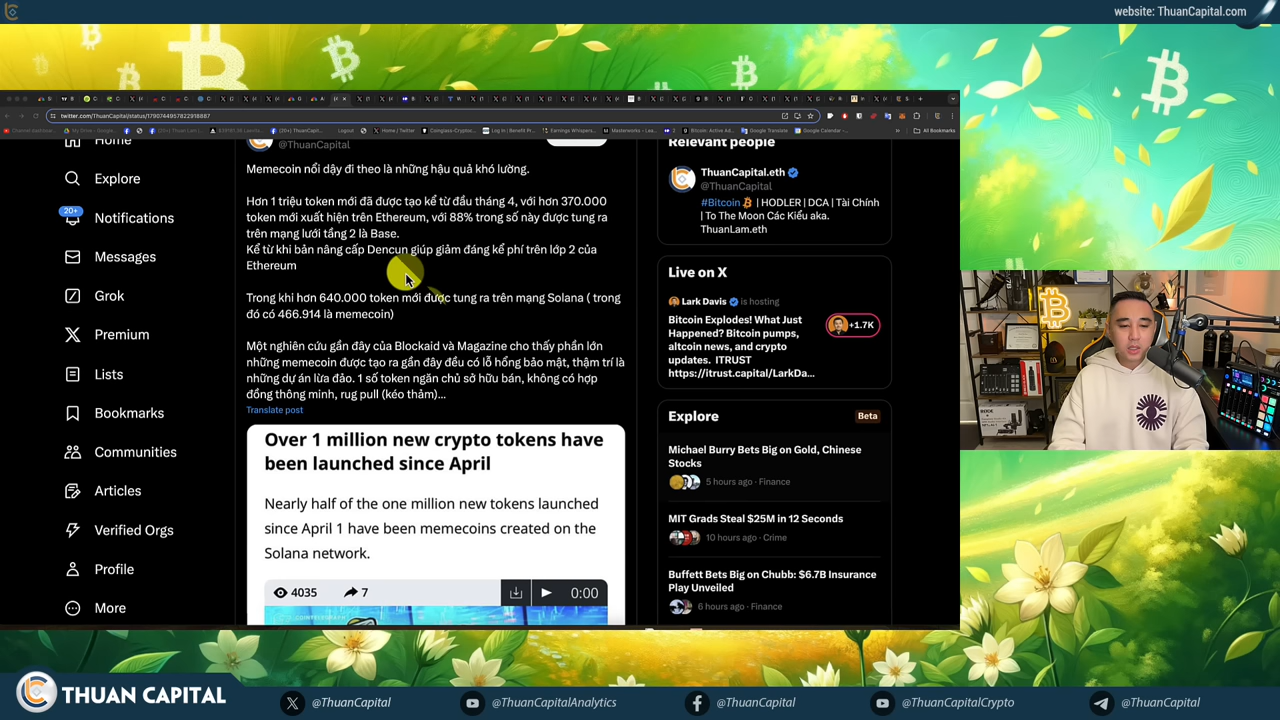 website: ThuanCapital.com
twitter.com/ThuanCapital/status/1790744957822918887
All Bookmarks
Home
Explore
20+
Notifications
Messages
Grok
Premium
Lists
Bookmarks
Communities
Articles
Verified Orgs
Profile
More
@ThuanCapital
Memecoin nổi dậy đi theo là những hậu quả khó lường.
Hơn 1 triệu token mới đã được tạo kể từ đầu tháng 4, với hơn 370.000
token mới xuất hiện trên Ethereum, với 88% trong số này được tung ra
trên mạng lưới tầng 2 là Base.
Kể từ khi bản nâng cấp Dencun giúp giảm đáng kể phí trên lớp 2 của
Ethereum
Trong khi hơn 640.000 token mới được tung ra trên mạng Solana ( trong
đó có 466.914 là memecoin)
Một nghiên cứu gần đây của Blockaid và Magazine cho thấy phần lớn
những memecoin được tạo ra gần đây đều có lỗ hổng bảo mật, thậm trí là
những dự án lừa đảo. 1 số token ngăn chủ sở hữu bán, không có hợp
đồng thông minh, rug pull (kéo thảm)...
Translate post
Over 1 million new crypto tokens have
been launched since April
Nearly half of the one million new tokens launched
since April 1 have been memecoins created on the
Solana network.
4035
7
0:00
Relevant people
ThuanCapital.eth
@ThuanCapital
#Bitcoin | HODLER | DCA | Tài Chính
| To The Moon Các Kiểu aka.
ThuanLam.eth
Live on X
Lark Davis is hosting
Bitcoin Explodes! What Just
Happened? Bitcoin pumps,
altcoin news, and crypto
updates. ITRUST
https://itrust.capital/LarkDa...
+1.7K
Explore
Beta
Michael Burry Bets Big on Gold, Chinese
Stocks
5 hours ago · Finance
MIT Grads Steal $25M in 12 Seconds
10 hours ago · Crime
Buffett Bets Big on Chubb: $6.7B Insurance
Play Unveiled
6 hours ago · Finance
THUAN CAPITAL
@ThuanCapital
@ThuanCapitalAnalytics
@ThuanCapital
@ThuanCapitalCrypto
@ThuanCapital